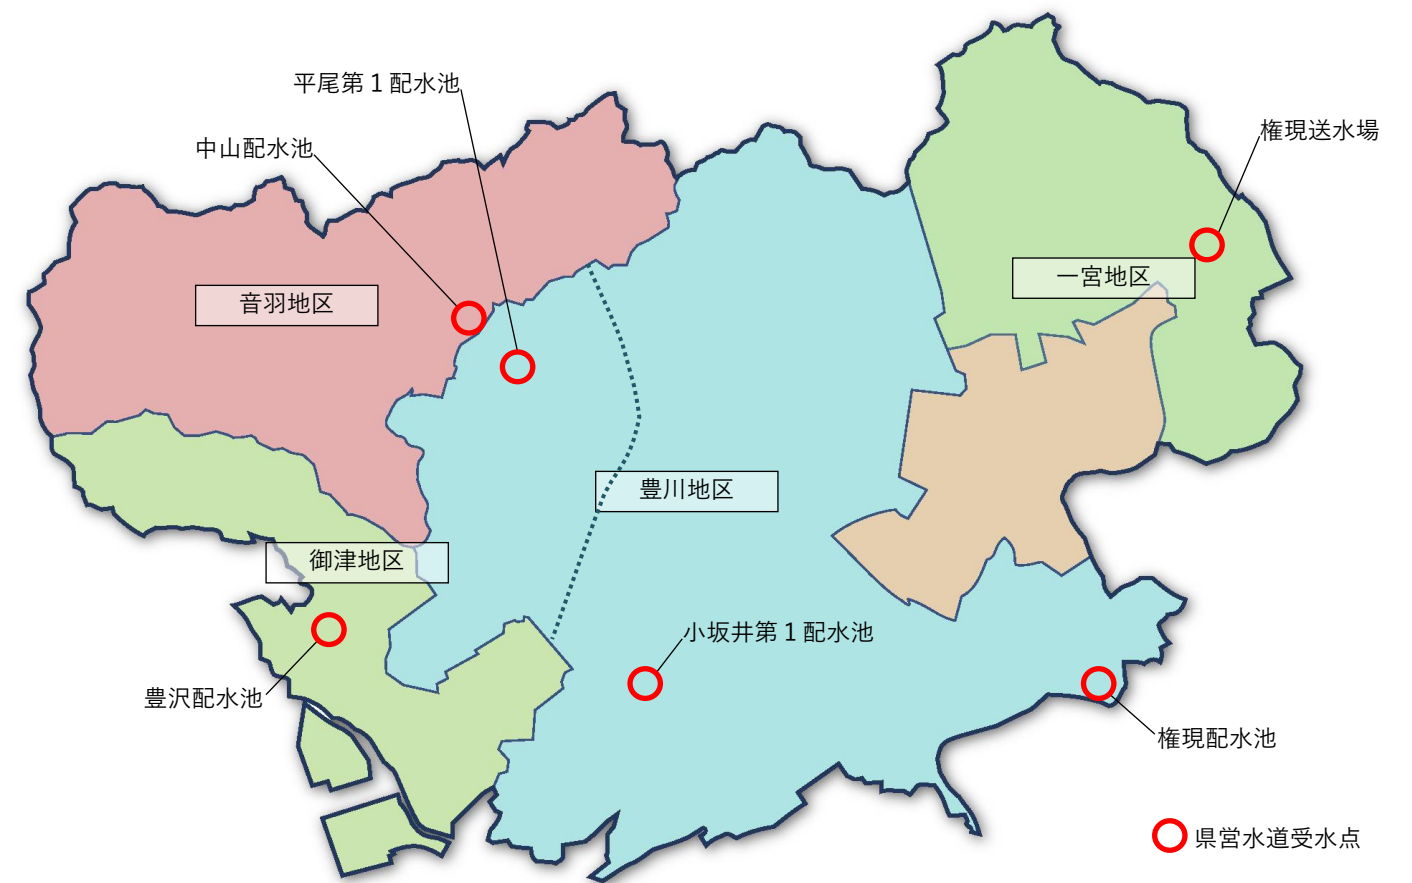 平尾第１配水池
中山配水池
権現送水場
一宮地区
音羽地区
豊川地区
御津地区
小坂井第１配水池
豊沢配水池
権現配水池
県営水道受水点